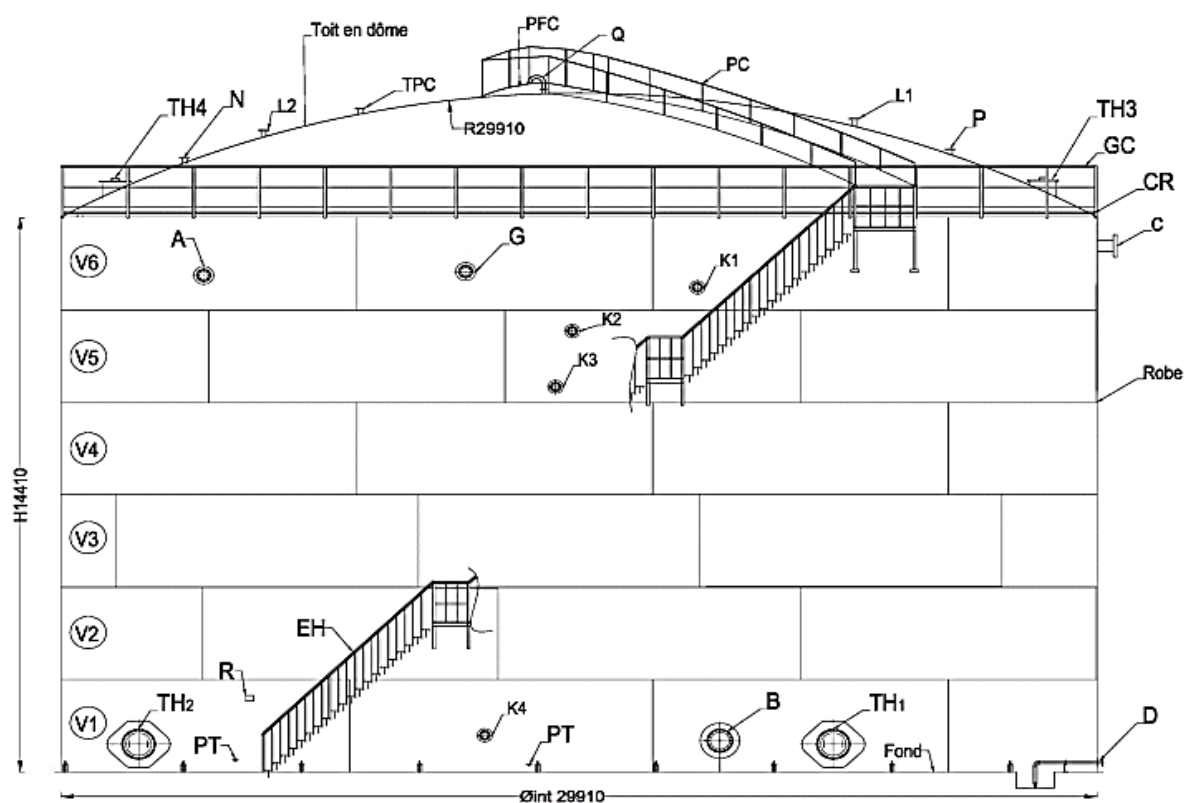 PFC
Q
Toit en dôme
PC
TPC
L2
L1
N
TH4
R29910
P
TH3
GC
CR
C
A
G
V6
K1
K2
V5
K3
Robe
V4
H14410
V3
V2
EH
R
TH2
V1
K4
B
TH1
D
PT
PT
Fond
Øint 29910